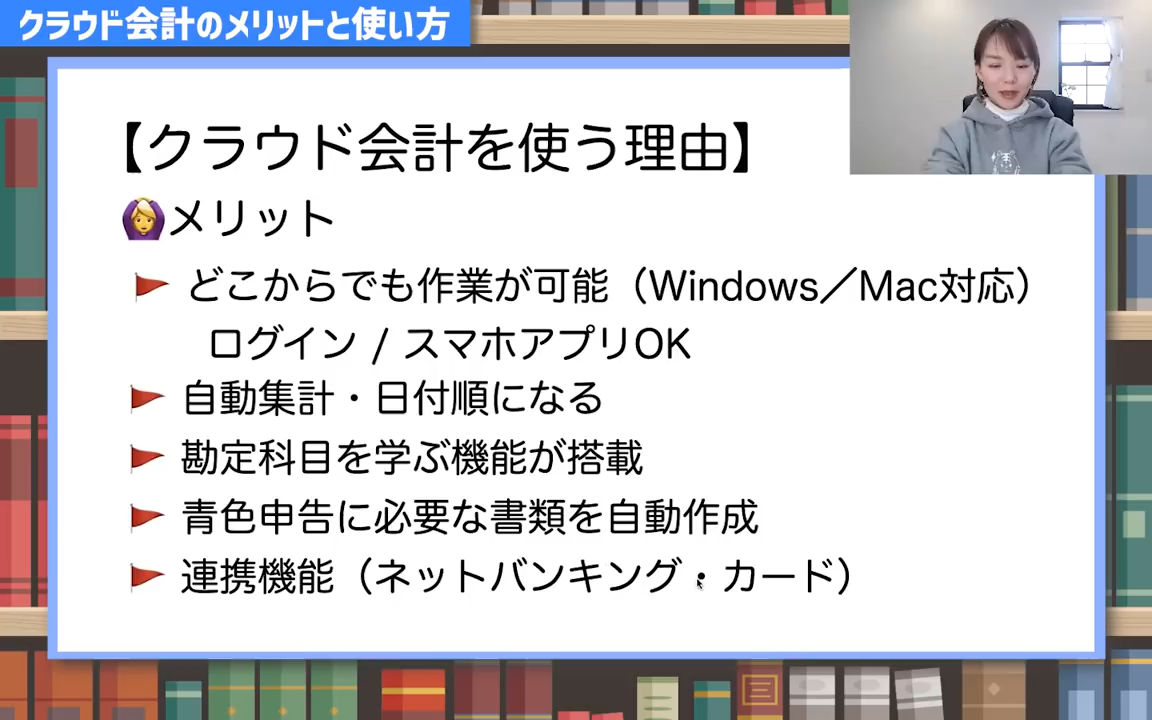 クラウド会計のメリットと使い方
【クラウド会計を使う理由】
🙆メリット
🚩 どこからでも作業が可能（Windows／Mac対応）
ログイン / スマホアプリOK
🚩 自動集計・日付順になる
🚩 勘定科目を学ぶ機能が搭載
🚩 青色申告に必要な書類を自動作成
🚩 連携機能（ネットバンキング・カード）